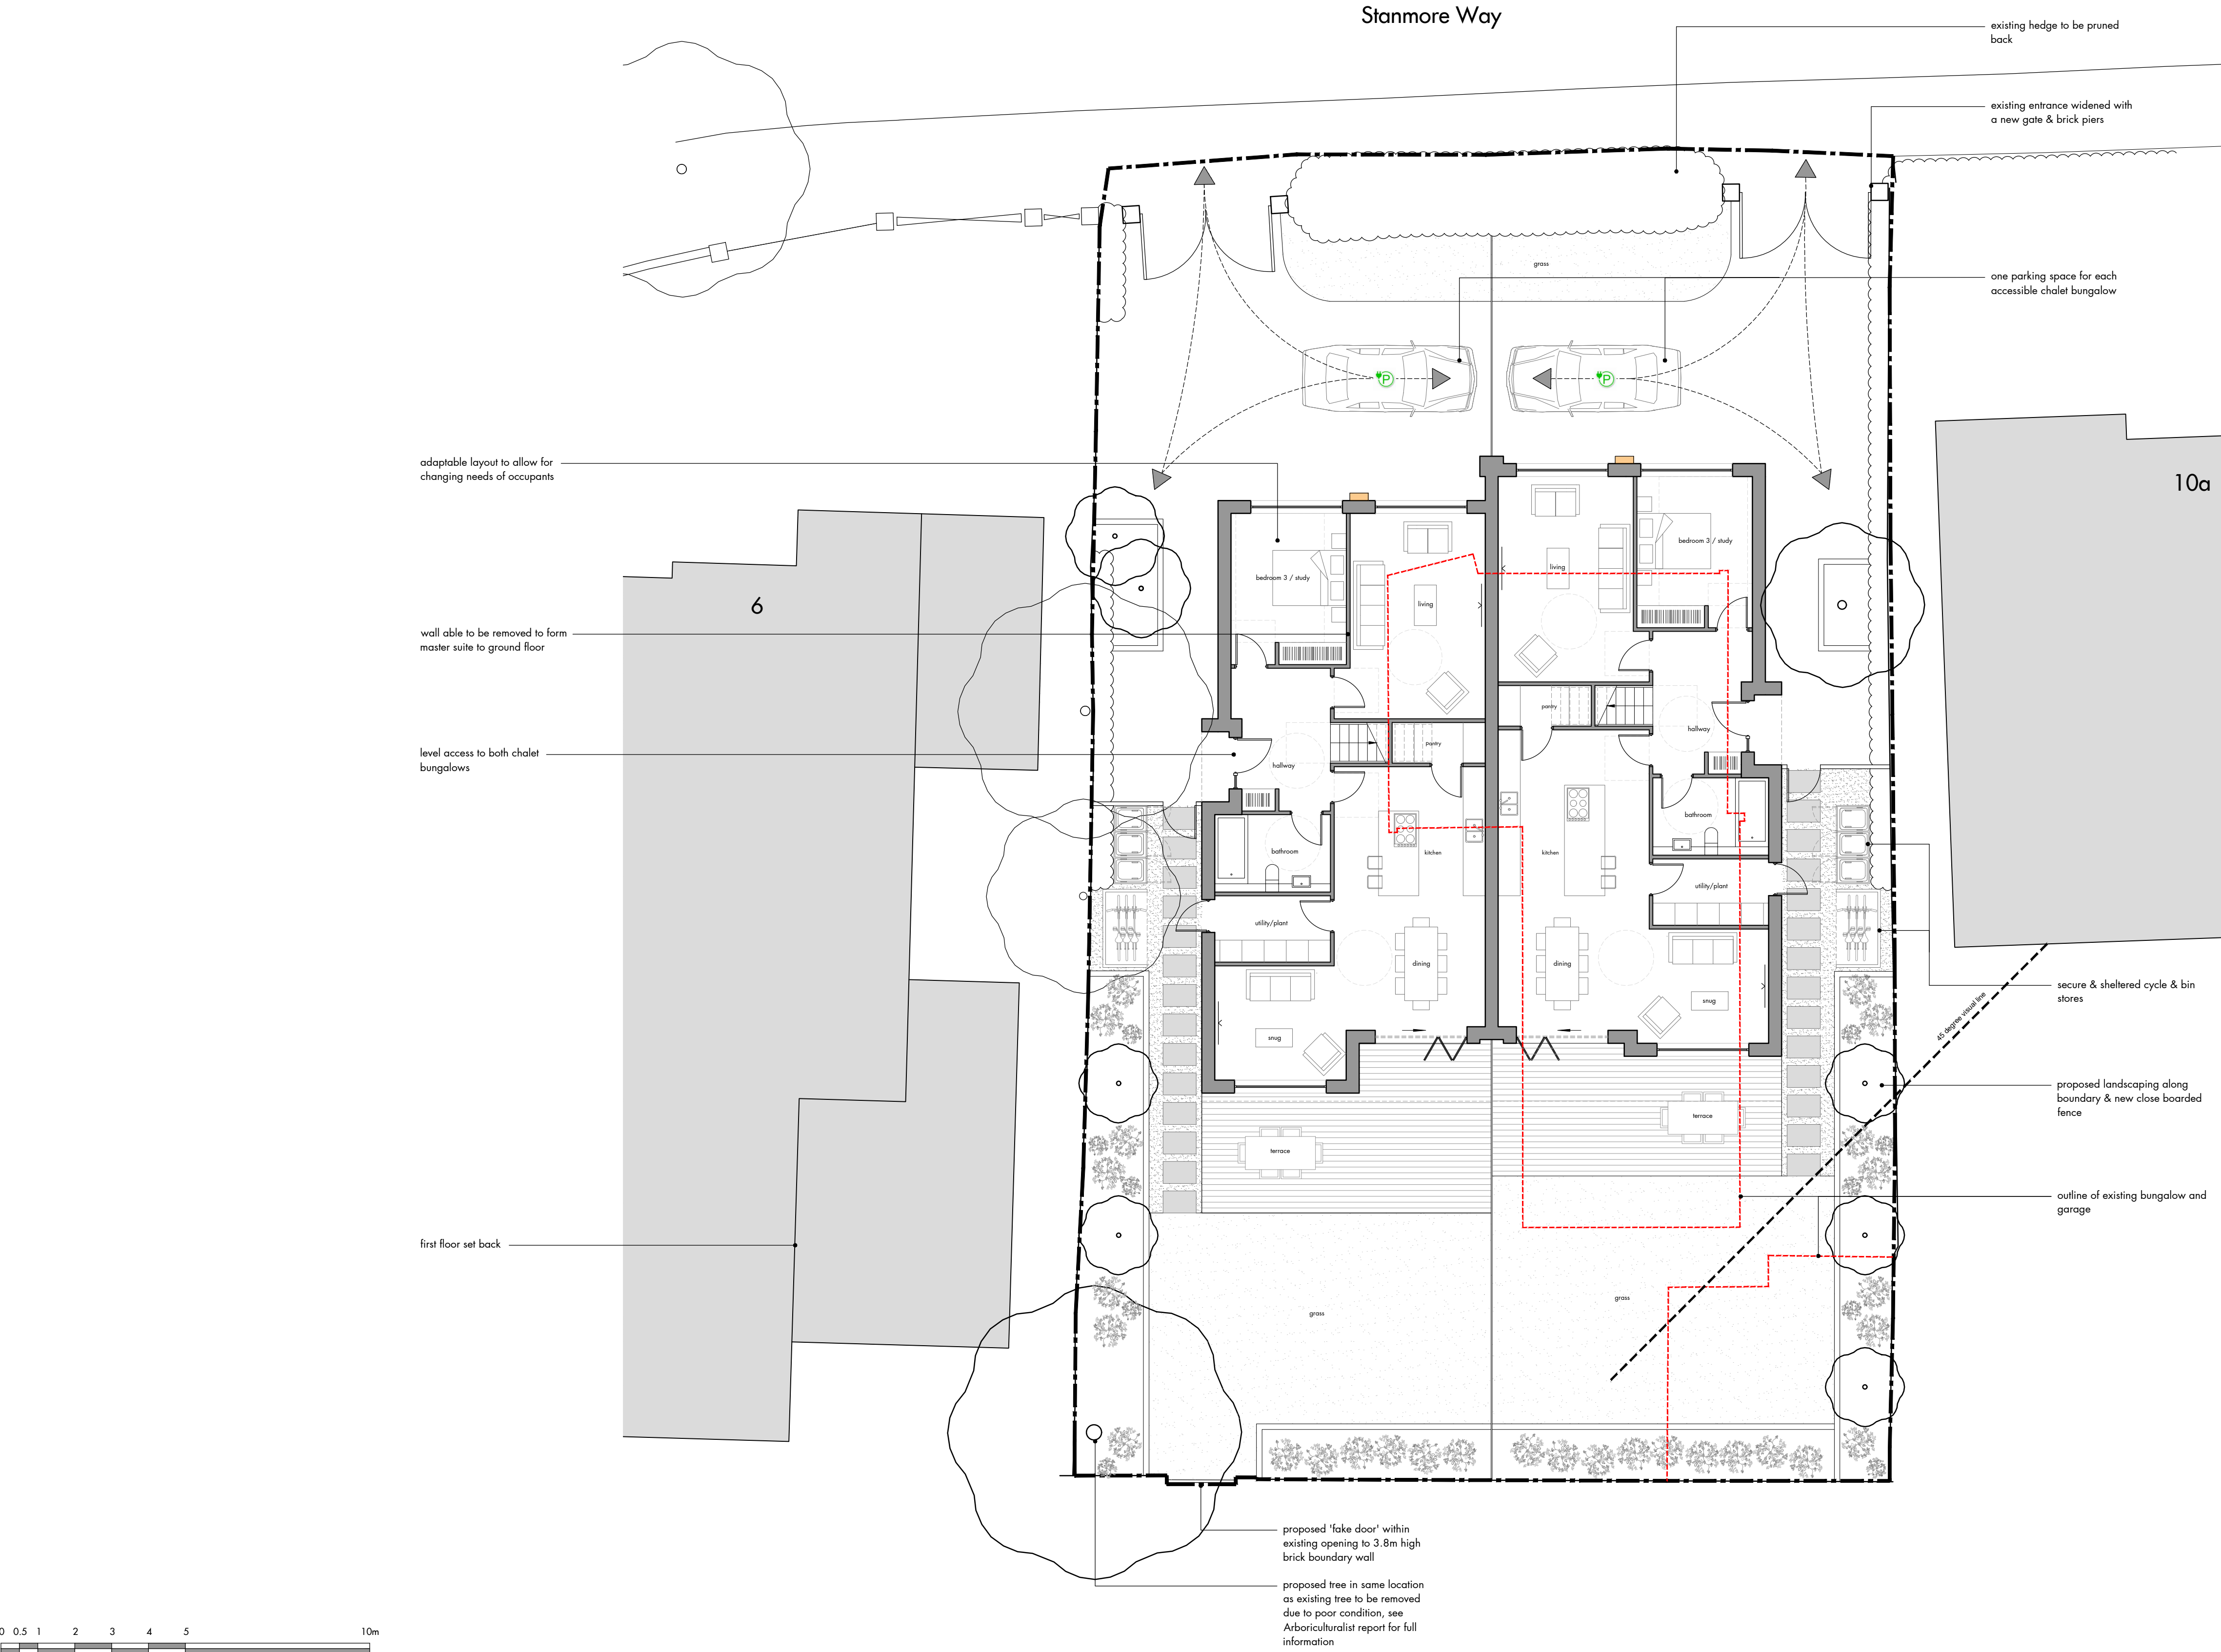 Stanmore Way
existing hedge to be pruned
back
existing entrance widened with
a new gate & brick piers
grass
one parking space for each
accessible chalet bungalow
P
P
adaptable layout to allow for
changing needs of occupants
10a
bedroom 3 / study
living
bedroom 3 / study
living
6
wall able to be removed to form
master suite to ground floor
pantry
hallway
pantry
level access to both chalet
bungalows
hallway
bathroom
bathroom
kitchen
kitchen
utility/plant
utility/plant
dining
dining
snug
snug
secure & sheltered cycle & bin
stores
45 degree visual line
proposed landscaping along
boundary & new close boarded
fence
terrace
terrace
outline of existing bungalow and
garage
first floor set back
grass
grass
proposed 'fake door' within
existing opening to 3.8m high
brick boundary wall
proposed tree in same location
as existing tree to be removed
due to poor condition, see
Arboriculturalist report for full
information
0 0.5 1 2 3 4 5 10m